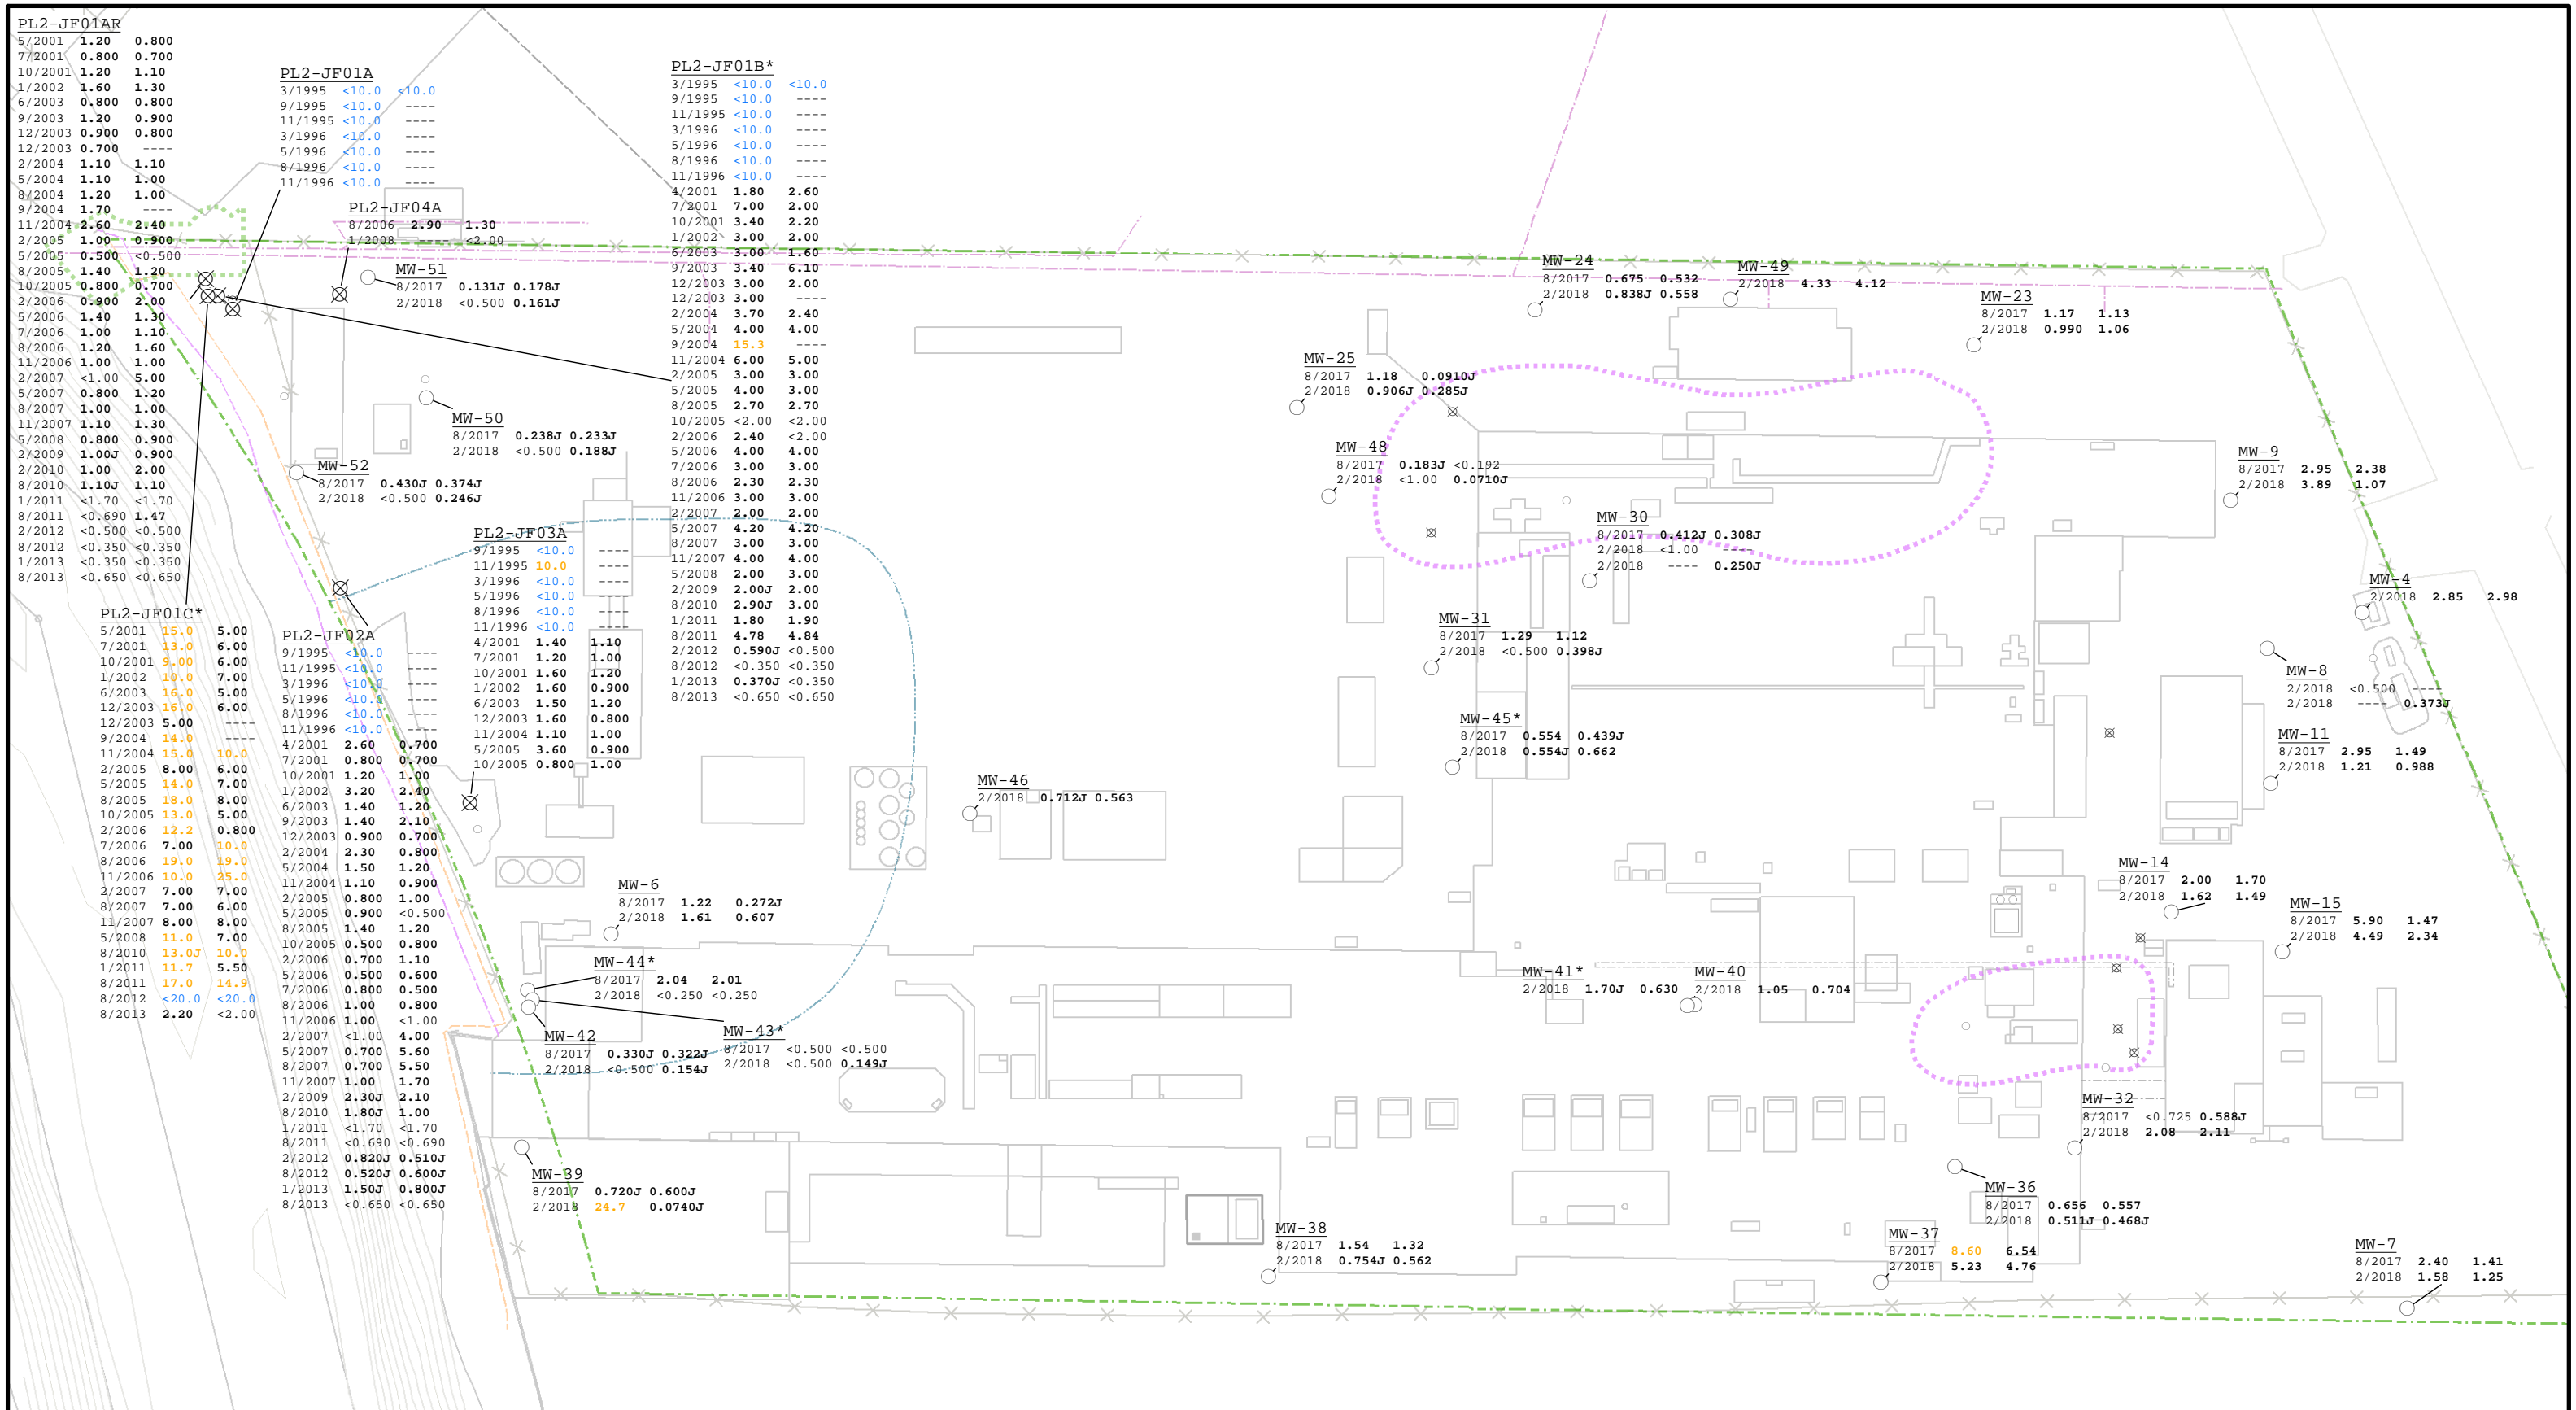 PL2-JF01AR
5/2001 1.20 0.800
7/2001 0.800 0.700
10/2001 1.20 1.10
1/2002 1.60 1.30
6/2003 0.800 0.800
9/2003 1.20 0.900
12/2003 0.900 0.800
12/2003 0.700 ----
2/2004 1.10 1.10
5/2004 1.10 1.00
8/2004 1.20 1.00
9/2004 1.70 ----
11/2004 2.60 2.40
2/2005 1.00 0.900
5/2005 0.500 <0.500
8/2005 1.40 1.20
10/2005 0.800 0.700
2/2006 0.900 2.00
5/2006 1.40 1.30
7/2006 1.00 1.10
8/2006 1.20 1.60
11/2006 1.00 1.00
2/2007 <1.00 5.00
5/2007 0.800 1.20
8/2007 1.00 1.00
11/2007 1.10 1.30
5/2008 0.800 0.900
2/2009 1.00J 0.900
2/2010 1.00 2.00
8/2010 1.10J 1.10
1/2011 <1.70 <1.70
8/2011 <0.690 1.47
2/2012 <0.500 <0.500
8/2012 <0.350 <0.350
1/2013 <0.350 <0.350
8/2013 <0.650 <0.650
PL2-JF01A
3/1995 <10.0 <10.0
9/1995 <10.0 ----
11/1995 <10.0 ----
3/1996 <10.0 ----
5/1996 <10.0 ----
8/1996 <10.0 ----
11/1996 <10.0 ----
PL2-JF04A
8/2006 2.90 1.30
1/2008 ---- <2.00
MW-51
8/2017 0.131J 0.178J
2/2018 <0.500 0.161J
MW-50
8/2017 0.238J 0.233J
2/2018 <0.500 0.188J
MW-52
8/2017 0.430J 0.374J
2/2018 <0.500 0.246J
PL2-JF01B*
3/1995 <10.0 <10.0
9/1995 <10.0 ----
11/1995 <10.0 ----
3/1996 <10.0 ----
5/1996 <10.0 ----
8/1996 <10.0 ----
11/1996 <10.0 ----
4/2001 1.80 2.60
7/2001 7.00 2.00
10/2001 3.40 2.20
1/2002 3.00 2.00
6/2003 3.00 1.60
9/2003 3.40 6.10
12/2003 3.00 2.00
12/2003 3.00 ----
2/2004 3.70 2.40
5/2004 4.00 4.00
9/2004 15.3 ----
11/2004 6.00 5.00
2/2005 3.00 3.00
5/2005 4.00 3.00
8/2005 2.70 2.70
10/2005 <2.00 <2.00
2/2006 2.40 <2.00
5/2006 4.00 4.00
7/2006 3.00 3.00
8/2006 2.30 2.30
11/2006 3.00 3.00
2/2007 2.00 2.00
5/2007 4.20 4.20
8/2007 3.00 3.00
11/2007 4.00 4.00
5/2008 2.00 3.00
2/2009 2.00J 2.00
8/2010 2.90J 3.00
1/2011 1.80 1.90
8/2011 4.78 4.84
2/2012 0.590J <0.500
8/2012 <0.350 <0.350
1/2013 0.370J <0.350
8/2013 <0.650 <0.650
PL2-JF03A
9/1995 <10.0 ----
11/1995 10.0 ----
3/1996 <10.0 ----
5/1996 <10.0 ----
8/1996 <10.0 ----
11/1996 <10.0 ----
4/2001 1.40 1.10
7/2001 1.20 1.00
10/2001 1.60 1.20
1/2002 1.60 0.900
6/2003 1.50 1.20
12/2003 1.60 0.800
11/2004 1.10 1.00
5/2005 3.60 0.900
10/2005 0.800 1.00
PL2-JF01C*
5/2001 15.0 5.00
7/2001 13.0 6.00
10/2001 9.00 6.00
1/2002 10.0 7.00
6/2003 16.0 5.00
12/2003 16.0 6.00
12/2003 5.00 ----
9/2004 14.0 ----
11/2004 15.0 10.0
2/2005 8.00 6.00
5/2005 14.0 7.00
8/2005 18.0 8.00
10/2005 13.0 5.00
2/2006 12.2 0.800
7/2006 7.00 10.0
8/2006 19.0 19.0
11/2006 10.0 25.0
2/2007 7.00 7.00
8/2007 7.00 6.00
11/2007 8.00 8.00
5/2008 11.0 7.00
8/2010 13.0J 10.0
1/2011 11.7 5.50
8/2011 17.0 14.9
8/2012 <20.0 <20.0
8/2013 2.20 <2.00
PL2-JF02A
9/1995 <10.0 ----
11/1995 <10.0 ----
3/1996 <10.0 ----
5/1996 <10.0 ----
8/1996 <10.0 ----
11/1996 <10.0 ----
4/2001 2.60 0.700
7/2001 0.800 0.700
10/2001 1.20 1.00
1/2002 3.20 2.40
6/2003 1.40 1.20
9/2003 1.40 2.10
12/2003 0.900 0.700
2/2004 2.30 0.800
5/2004 1.50 1.20
11/2004 1.10 0.900
2/2005 0.800 1.00
5/2005 0.900 <0.500
8/2005 1.40 1.20
10/2005 0.500 0.800
2/2006 0.700 1.10
5/2006 0.500 0.600
7/2006 0.800 0.500
8/2006 1.00 0.800
11/2006 1.00 <1.00
2/2007 <1.00 4.00
5/2007 0.700 5.60
8/2007 0.700 5.50
11/2007 1.00 1.70
2/2009 2.30J 2.10
8/2010 1.80J 1.00
1/2011 <1.70 <1.70
8/2011 <0.690 <0.690
2/2012 0.820J 0.510J
8/2012 0.520J 0.600J
1/2013 1.50J 0.800J
8/2013 <0.650 <0.650
MW-24
8/2017 0.675 0.532
2/2018 0.838J 0.558
MW-49
2/2018 4.33 4.12
MW-23
8/2017 1.17 1.13
2/2018 0.990 1.06
MW-25
8/2017 1.18 0.0910J
2/2018 0.906J 0.285J
MW-48
8/2017 0.183J <0.192
2/2018 <1.00 0.0710J
MW-9
8/2017 2.95 2.38
2/2018 3.89 1.07
MW-30
8/2017 0.412J 0.308J
2/2018 <1.00 ----
2/2018 ---- 0.250J
MW-4
2/2018 2.85 2.98
MW-31
8/2017 1.29 1.12
2/2018 <0.500 0.398J
MW-8
2/2018 <0.500 ----
2/2018 ---- 0.373J
MW-45*
8/2017 0.554 0.439J
2/2018 0.554J 0.662
MW-11
8/2017 2.95 1.49
2/2018 1.21 0.988
MW-46
2/2018 0.712J 0.563
MW-14
8/2017 2.00 1.70
2/2018 1.62 1.49
MW-6
8/2017 1.22 0.272J
2/2018 1.61 0.607
MW-15
8/2017 5.90 1.47
2/2018 4.49 2.34
MW-44*
8/2017 2.04 2.01
2/2018 <0.250 <0.250
MW-41*
2/2018 1.70J 0.630
MW-40
2/2018 1.05 0.704
MW-42
8/2017 0.330J 0.322J
2/2018 <0.500 0.154J
MW-43*
8/2017 <0.500 <0.500
2/2018 <0.500 0.149J
MW-32
8/2017 <0.725 0.588J
2/2018 2.08 2.11
MW-39
8/2017 0.720J 0.600J
2/2018 24.7 0.0740J
MW-36
8/2017 0.656 0.557
2/2018 0.511J 0.468J
MW-38
8/2017 1.54 1.32
2/2018 0.754J 0.562
MW-37
8/2017 8.60 6.54
2/2018 5.23 4.76
MW-7
8/2017 2.40 1.41
2/2018 1.58 1.25